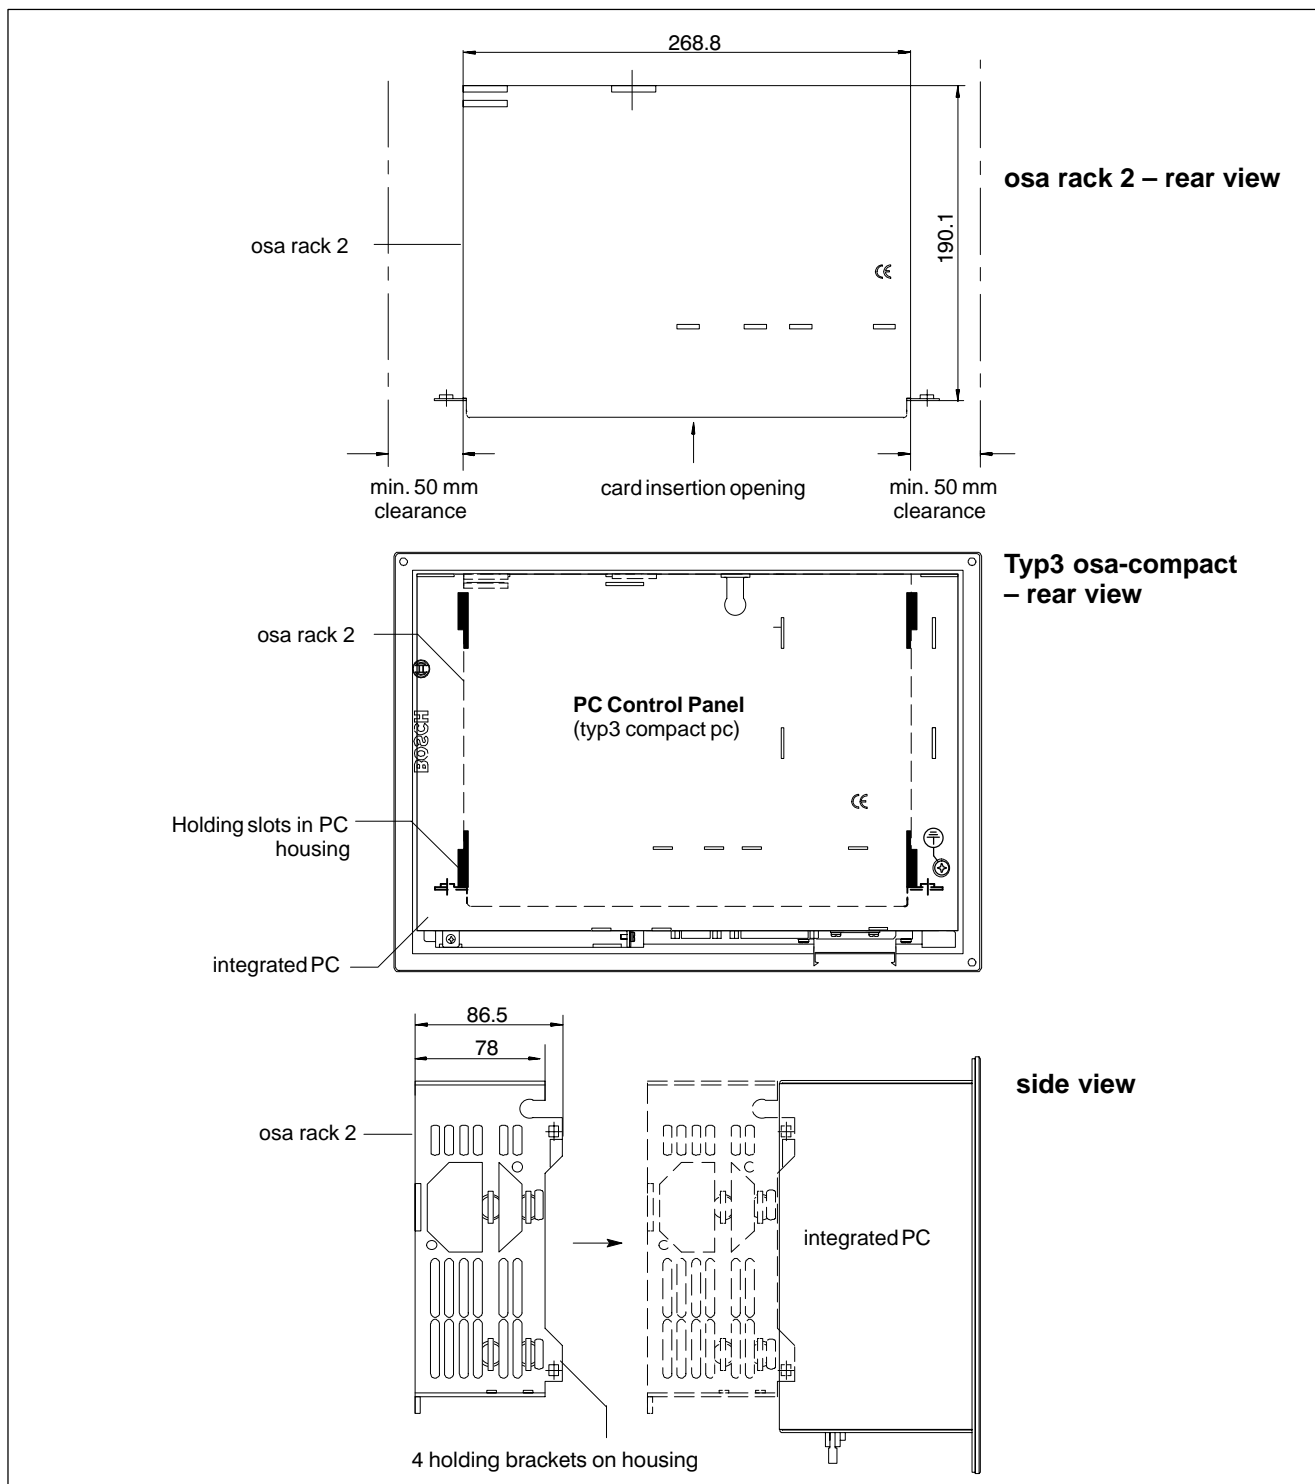 268.8
osa rack 2 – rear view
190.1
osa rack 2
CE
min. 50 mm
clearance
card insertion opening
min. 50 mm
clearance
Typ3 osa-compact
– rear view
osa rack 2
PC Control Panel
(typ3 compact pc)
BOSCH
CE
Holding slots in PC
housing
integrated PC
86.5
78
side view
osa rack 2
integrated PC
4 holding brackets on housing